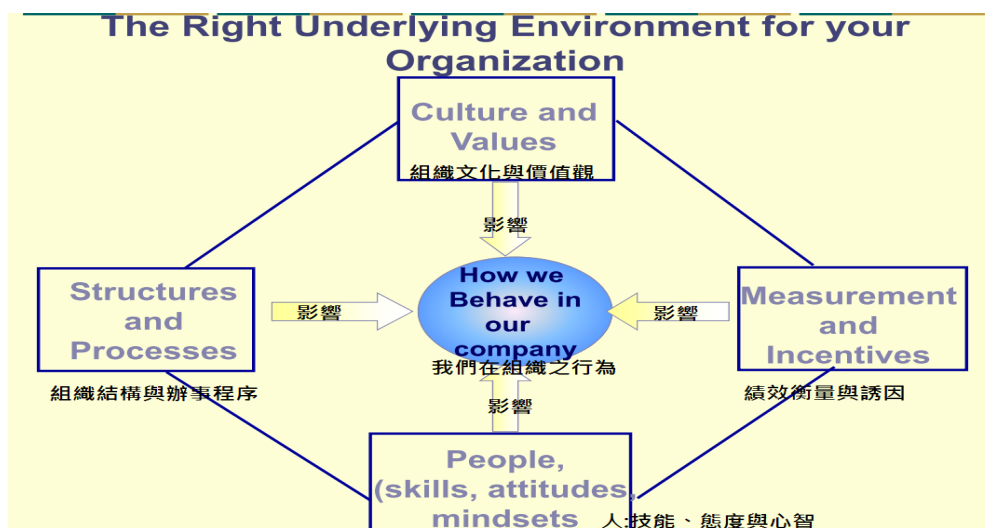 The Right Underlying Environment for your
Organization
Culture and
Values
組織文化與價值觀
影響
Structures
and
Processes
組織結構與辦事程序
影響
How we
Behave in
our
company
我們在組織之行為
影響
Measurement
and
Incentives
績效衡量與誘因
影響
People,
(skills, attitudes,
mindsets
人:技能、態度與心智